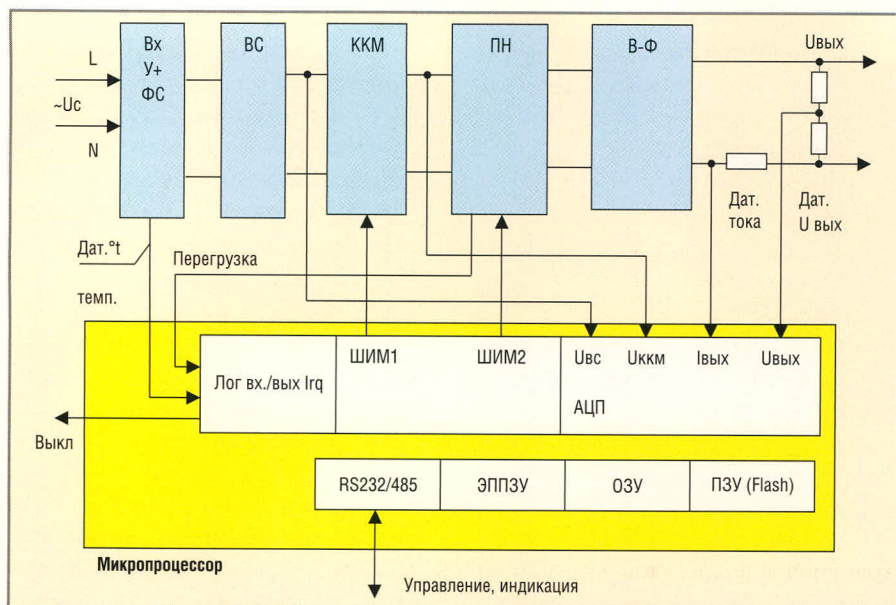 Вх
У+
ФС
ВС
ККМ
ПН
В-Ф
Uвых
L
~Uс
N
Дат.
тока
Дат.
U вых
Дат.°t
Перегрузка
темп.
Лог вх./вых Irq
ШИМ1
ШИМ2
Uвс
Uккм
Iвых
Uвых
АЦП
Выкл
RS232/485
ЭППЗУ
ОЗУ
ПЗУ (Flash)
Микропроцессор
Управление, индикация